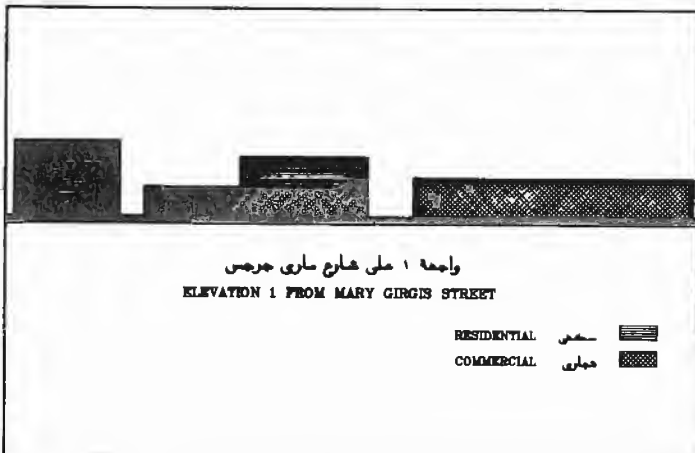 واجهة ١ على شارع مارى جرجس
ELEVATION 1 FROM MARY GIRGIS STREET
RESIDENTIAL سكنى
COMMERCIAL تجارى